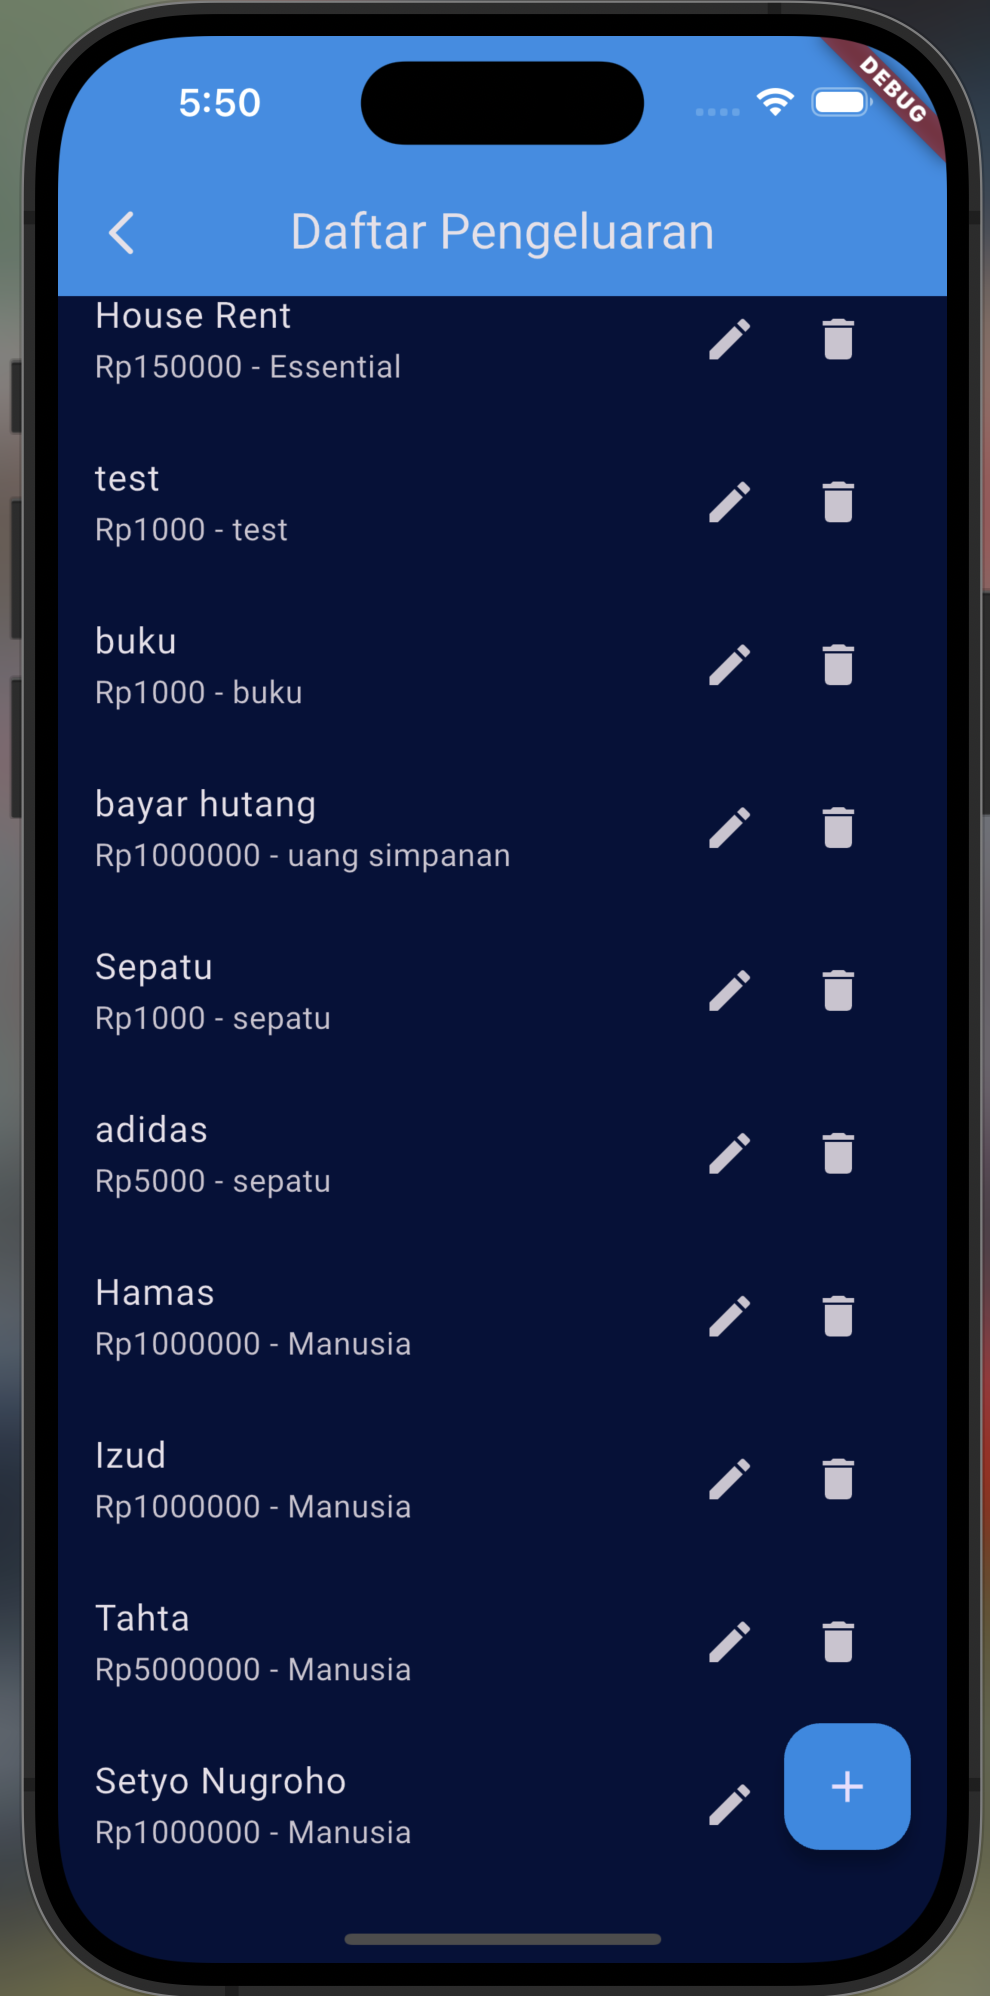 5:50
DEBUG
Daftar Pengeluaran
House Rent
Rp150000 - Essential
test
Rp1000 - test
buku
Rp1000 - buku
bayar hutang
Rp1000000 - uang simpanan
Sepatu
Rp1000 - sepatu
adidas
Rp5000 - sepatu
Hamas
Rp1000000 - Manusia
Izud
Rp1000000 - Manusia
Tahta
Rp5000000 - Manusia
Setyo Nugroho
Rp1000000 - Manusia